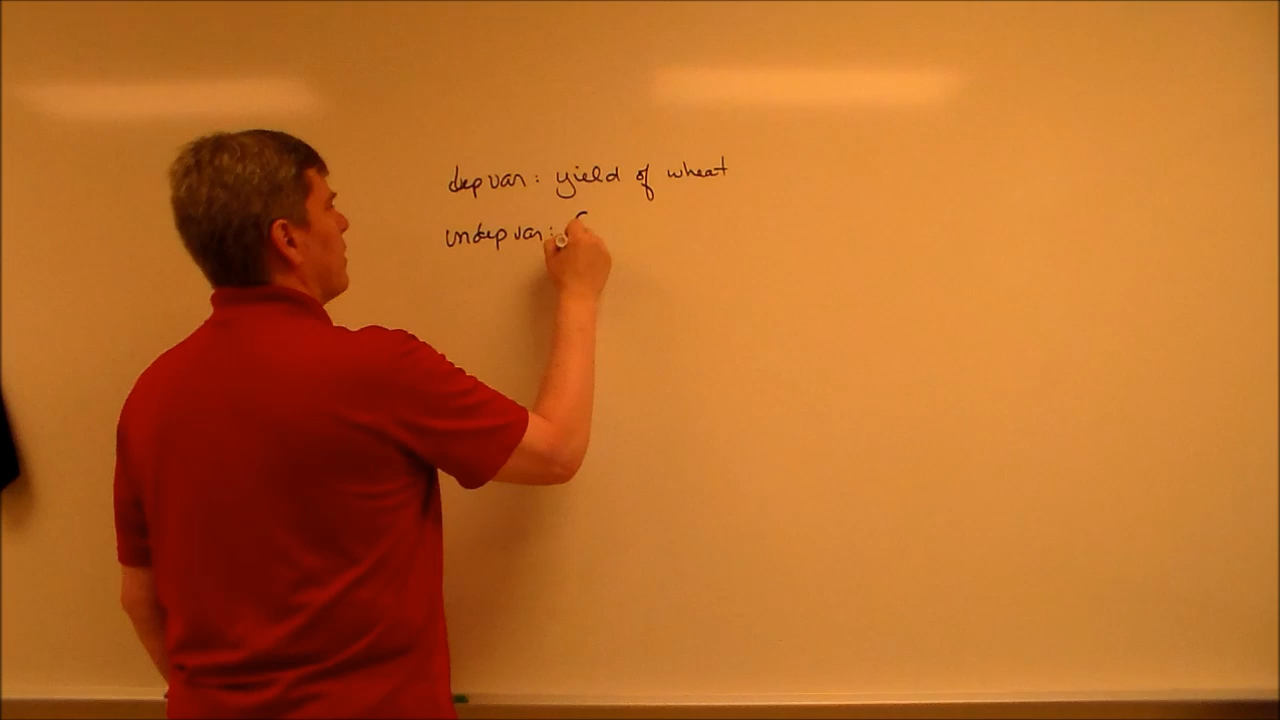 dep var: yield of wheat
indep var: